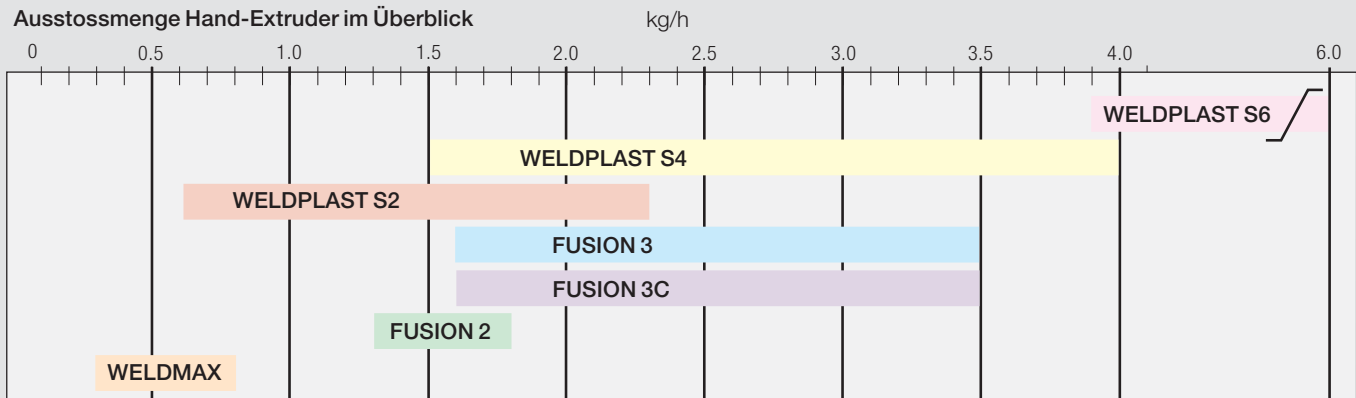 Ausstossmenge Hand-Extruder im Überblick kg/h
0 0.5 1.0 1.5 2.0 2.5 3.0 3.5 4.0 6.0
WELDPLAST S6
WELDPLAST S4
WELDPLAST S2
FUSION 3
FUSION 3C
FUSION 2
WELDMAX